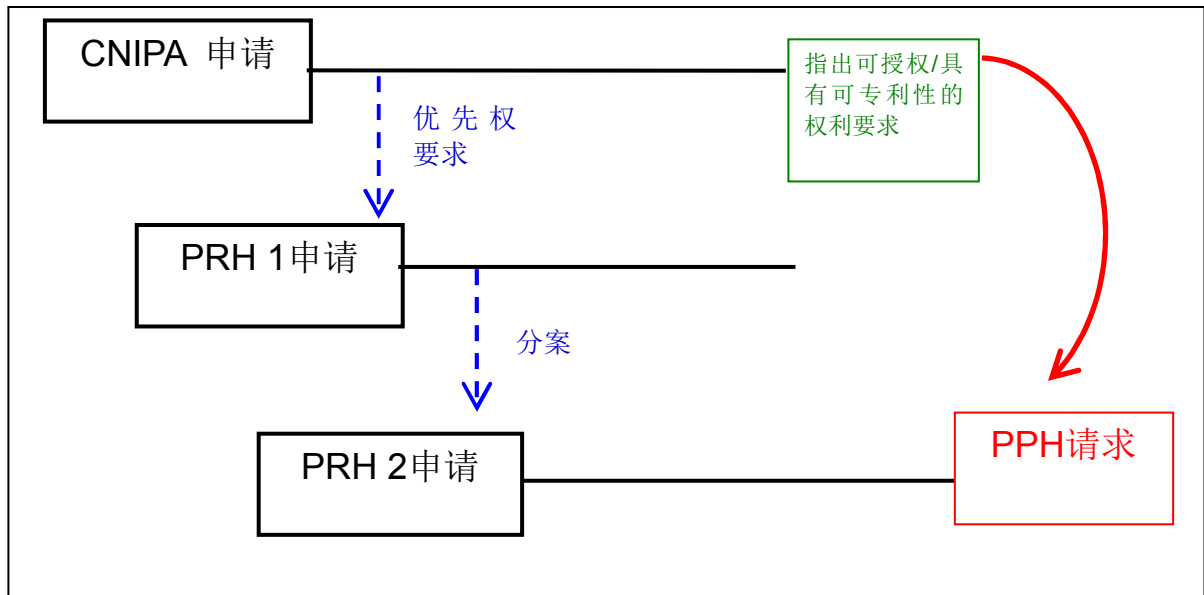 CNIPA 申请
指出可授权/具
有可专利性的
权利要求
优先权
要求
PRH 1申请
分案
PRH 2申请
PPH请求